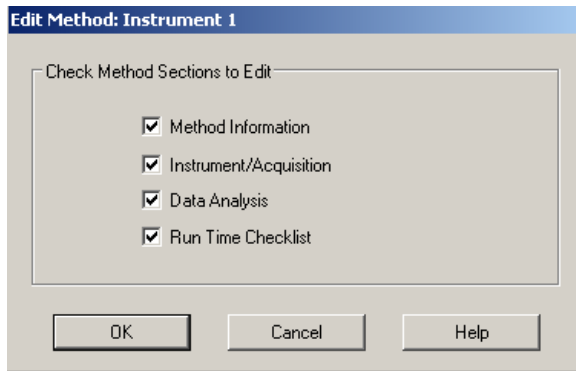 Edit Method: Instrument 1
Check Method Sections to Edit
Method Information
Instrument/Acquisition
Data Analysis
Run Time Checklist
OK Cancel Help